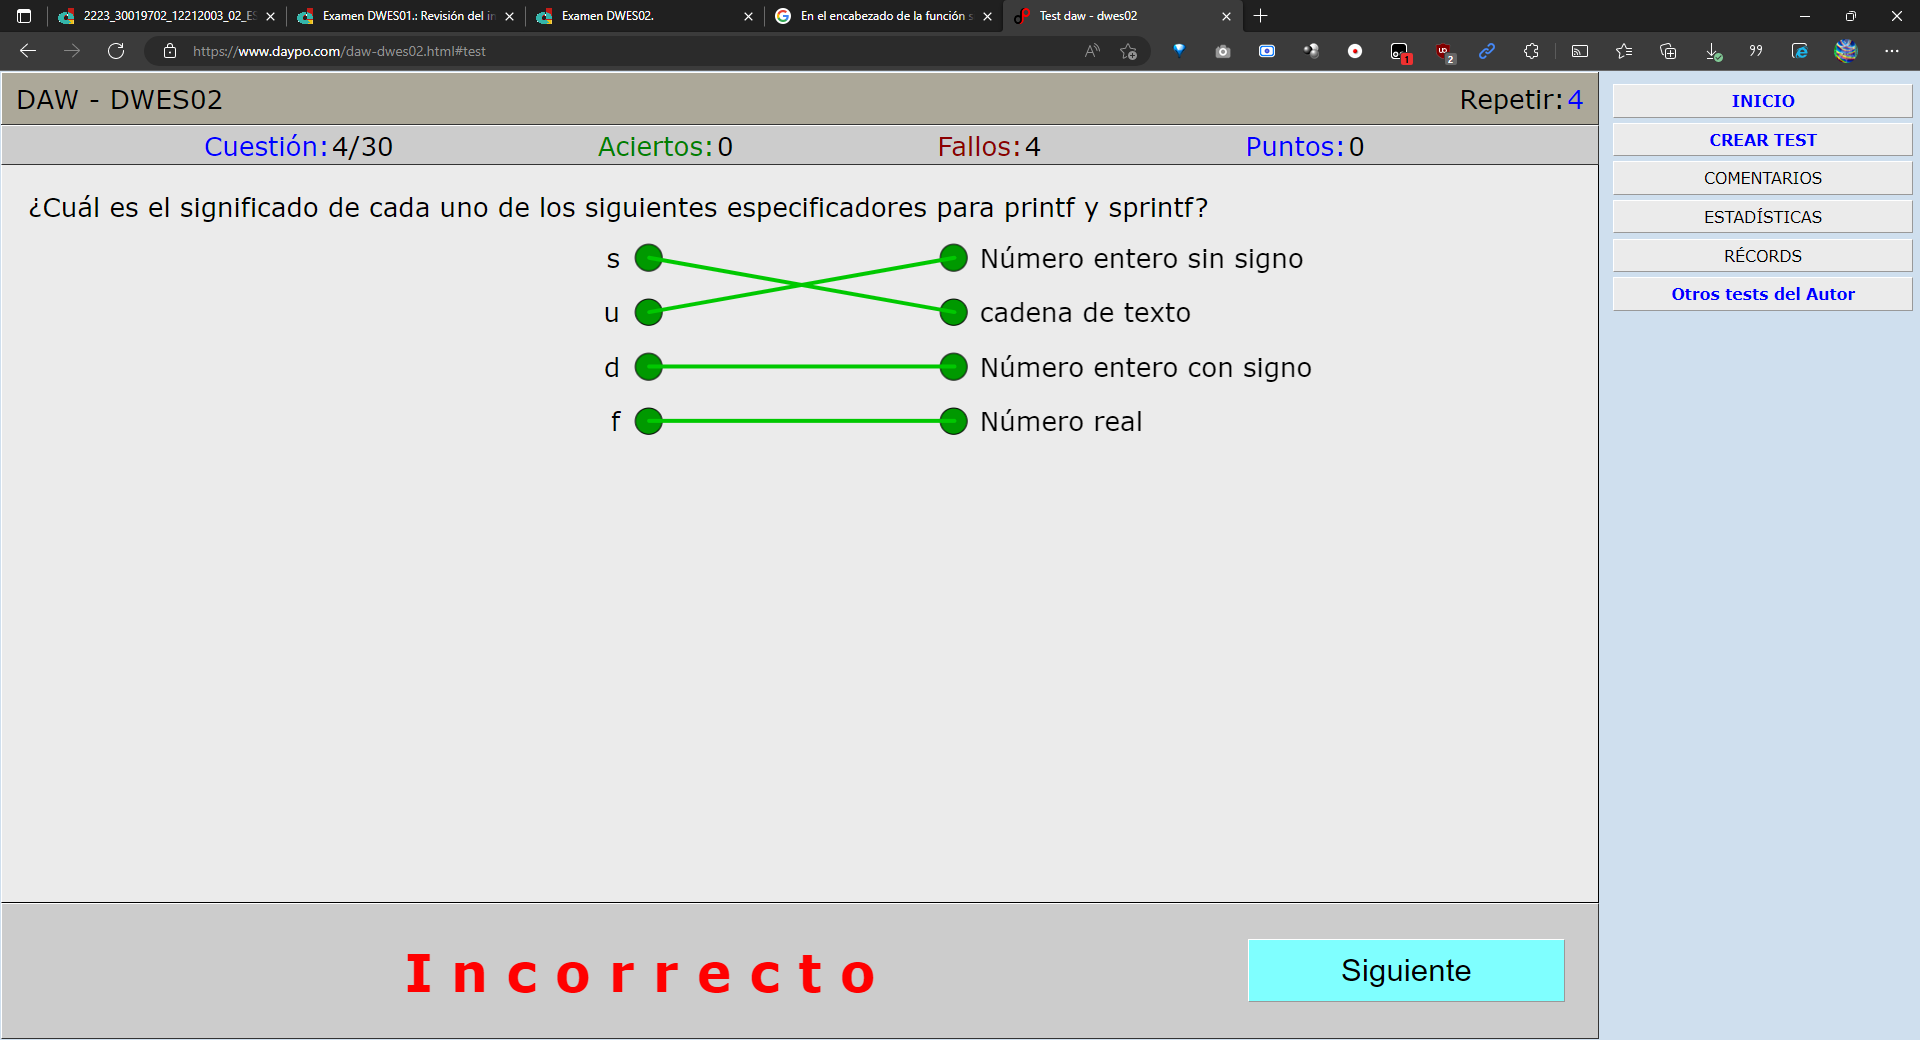 2223_30019702_12212003_02_ES
Examen DWES01.: Revisión del in
Examen DWES02.
En el encabezado de la función s
Test daw - dwes02
https://www.daypo.com/daw-dwes02.html#test
1
2
DAW - DWES02
Repetir: 4
Cuestión: 4/30
Aciertos: 0
Fallos: 4
Puntos: 0
¿Cuál es el significado de cada uno de los siguientes especificadores para printf y sprintf?
s
Número entero sin signo
u
cadena de texto
d
Número entero con signo
f
Número real
Incorrecto
Siguiente
INICIO
CREAR TEST
COMENTARIOS
ESTADÍSTICAS
RÉCORDS
Otros tests del Autor